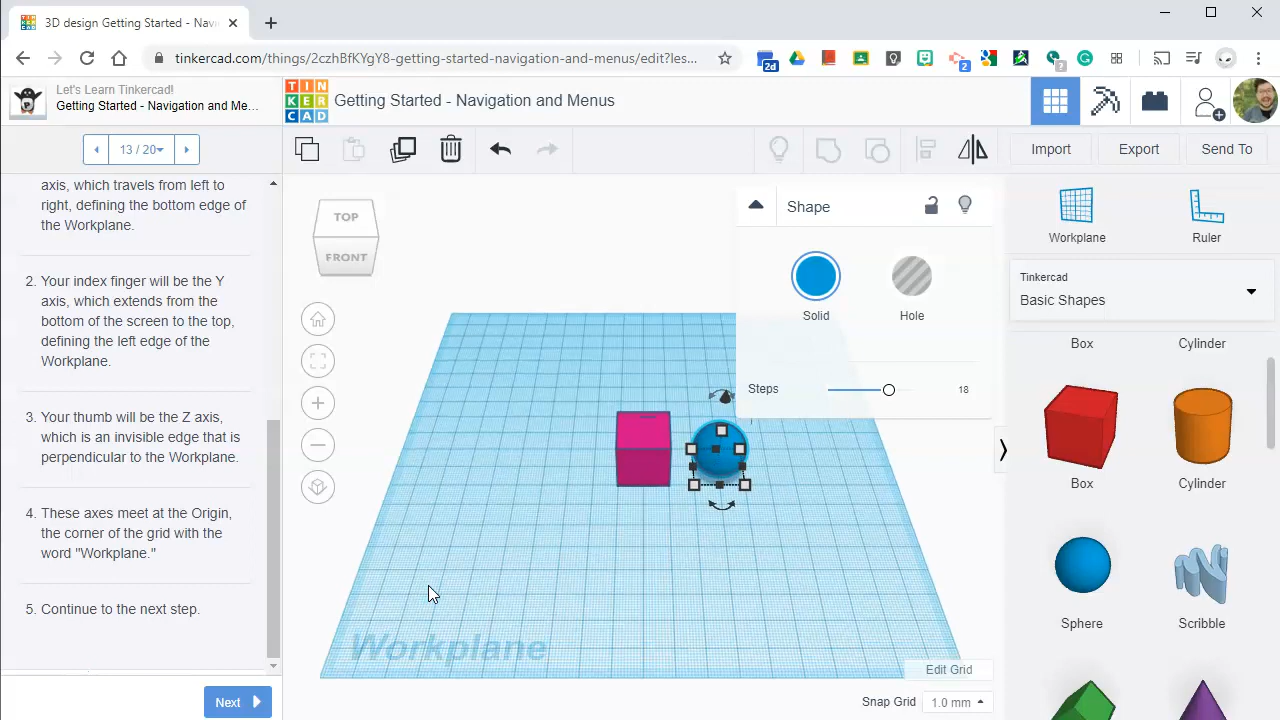 3D design Getting Started - Navi
tinkercad.com/things/2czhBfKYgY8-getting-started-navigation-and-menus/edit?les...
2d
2
?
Let's Learn Tinkercad!
Getting Started - Navigation and Me...
TIN
KER
CAD
Getting Started - Navigation and Menus
13 / 20
Import
Export
Send To
axis, which travels from left to
right, defining the bottom edge of
the Workplane.
2. Your index finger will be the Y
axis, which extends from the
bottom of the screen to the top,
defining the left edge of the
Workplane.
3. Your thumb will be the Z axis,
which is an invisible edge that is
perpendicular to the Workplane.
4. These axes meet at the Origin,
the corner of the grid with the
word "Workplane."
5. Continue to the next step.
Next
TOP
FRONT
Shape
Solid
Hole
Steps
18
Workplane
Edit Grid
Snap Grid
1.0 mm
Workplane
Ruler
Tinkercad
Basic Shapes
Box
Cylinder
Box
Cylinder
Sphere
Scribble